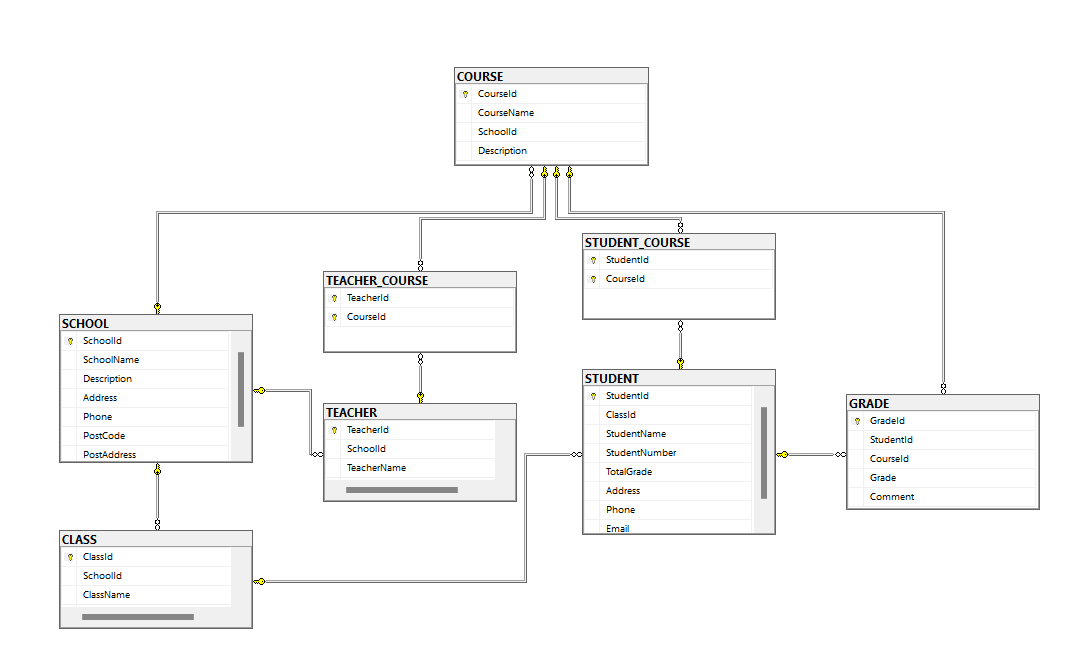 COURSE
CourseId
CourseName
SchoolId
Description
STUDENT_COURSE
StudentId
CourseId
TEACHER_COURSE
TeacherId
CourseId
SCHOOL
SchoolId
SchoolName
Description
Address
Phone
PostCode
PostAddress
STUDENT
StudentId
ClassId
StudentName
StudentNumber
TotalGrade
Address
Phone
Email
GRADE
GradeId
StudentId
CourseId
Grade
Comment
TEACHER
TeacherId
SchoolId
TeacherName
CLASS
ClassId
SchoolId
ClassName